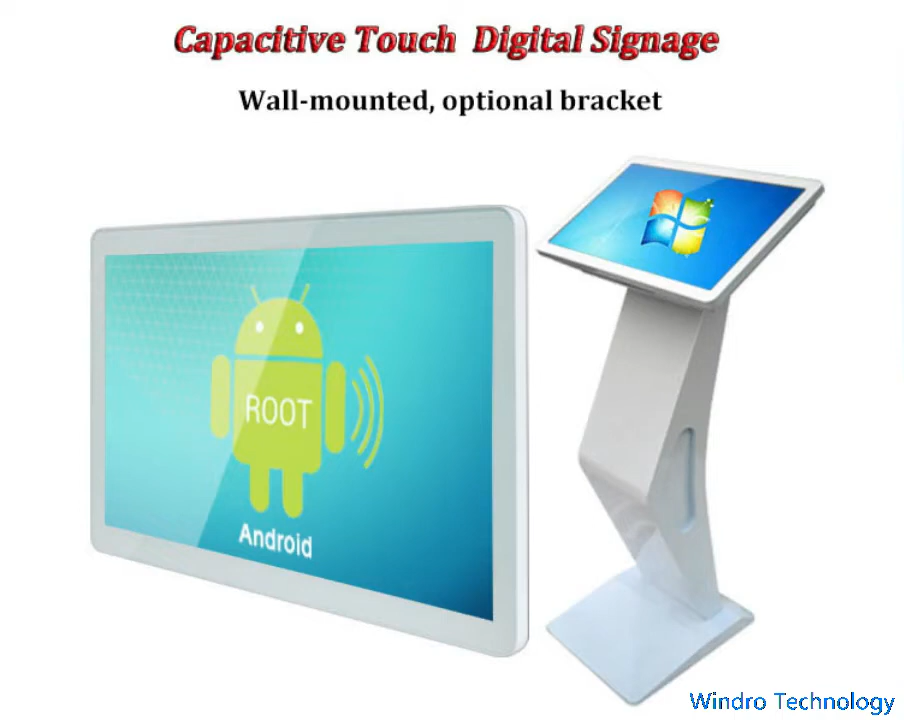 Capacitive Touch Digital Signage
Wall-mounted, optional bracket
ROOT
Android
Windro Technology